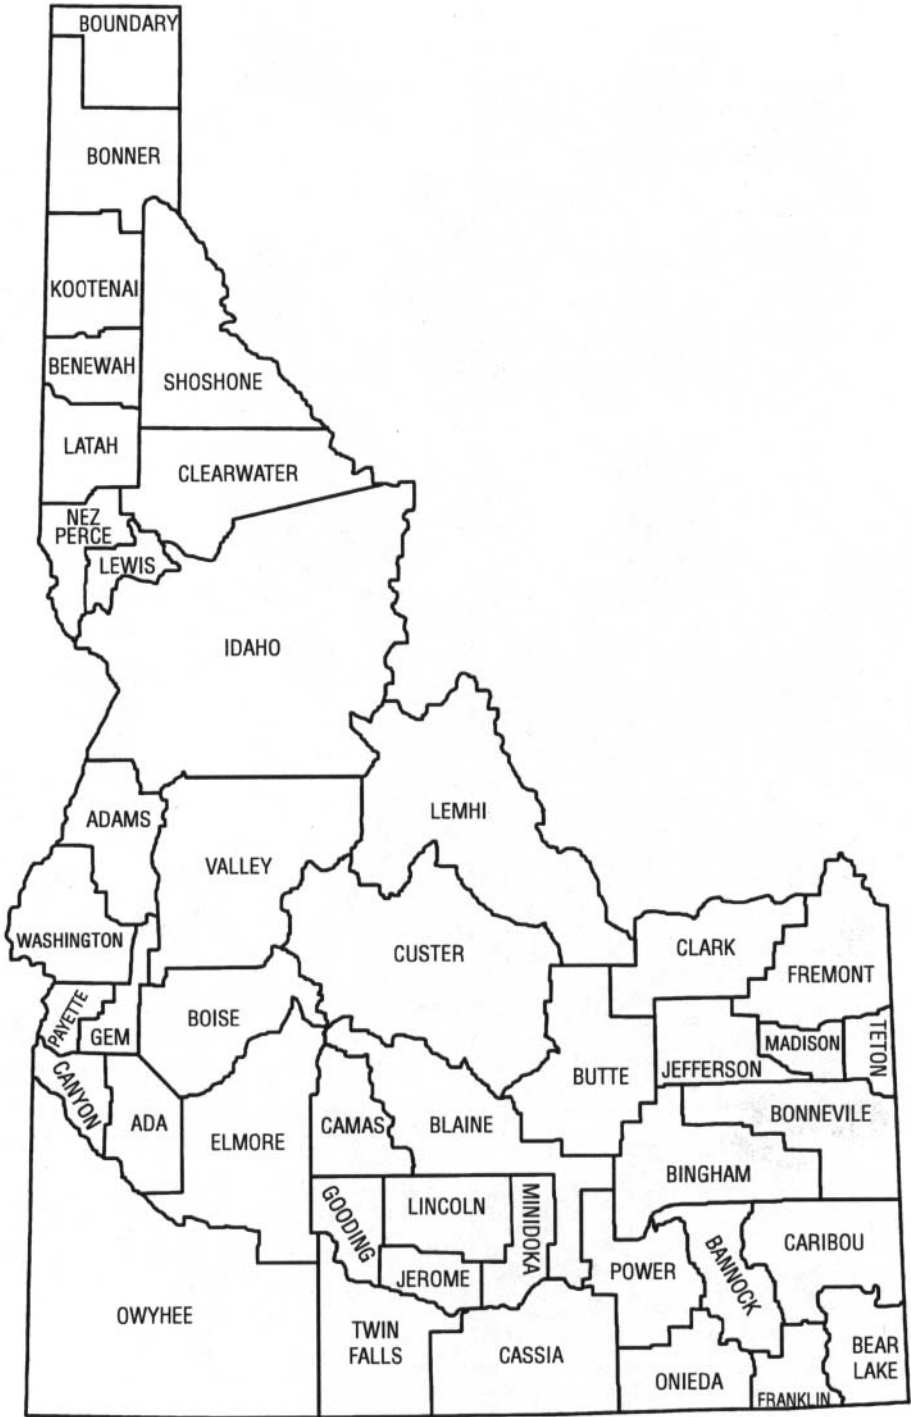 BOUNDARY
BONNER
KOOTENAI
BENEWAH
SHOSHONE
LATAH
CLEARWATER
NEZ
PERCE
LEWIS
IDAHO
LEMHI
ADAMS
VALLEY
WASHINGTON
CUSTER
CLARK
FREMONT
PAYETTE
GEM
BOISE
MADISON
TETON
JEFFERSON
BUTTE
CANYON
ADA
ELMORE
CAMAS
BLAINE
BONNEVILE
BINGHAM
GOODING
LINCOLN
MINIDOKA
JEROME
POWER
BANNOCK
CARIBOU
OWYHEE
TWIN
FALLS
CASSIA
ONIEDA
FRANKLIN
BEAR
LAKE